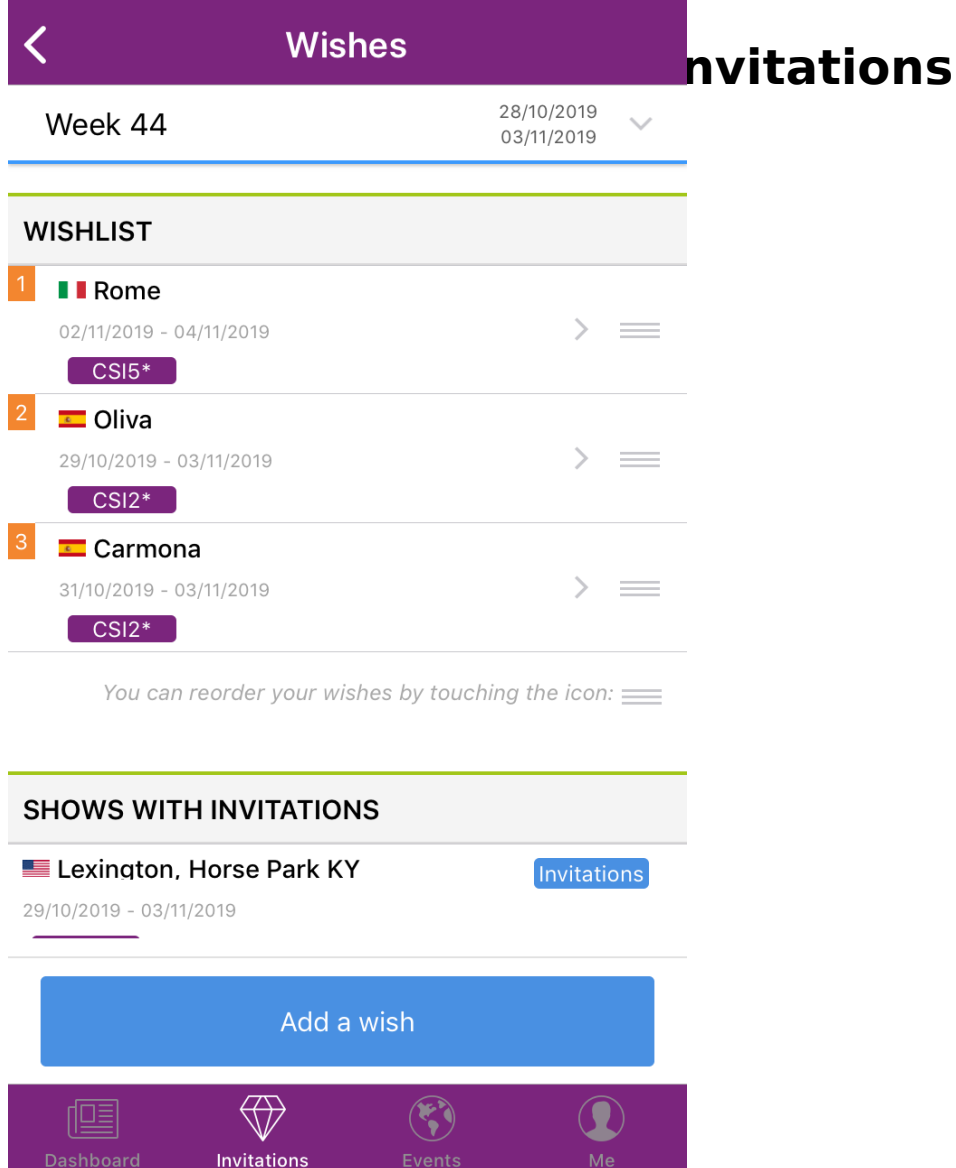 Wishes
nvitations
Week 44
28/10/2019
03/11/2019
WISHLIST
1
Rome
02/11/2019 - 04/11/2019
CSI5*
2
Oliva
29/10/2019 - 03/11/2019
CSI2*
3
Carmona
31/10/2019 - 03/11/2019
CSI2*
You can reorder your wishes by touching the icon:
SHOWS WITH INVITATIONS
Lexington, Horse Park KY
Invitations
29/10/2019 - 03/11/2019
Add a wish
Dashboard Invitations Events Me